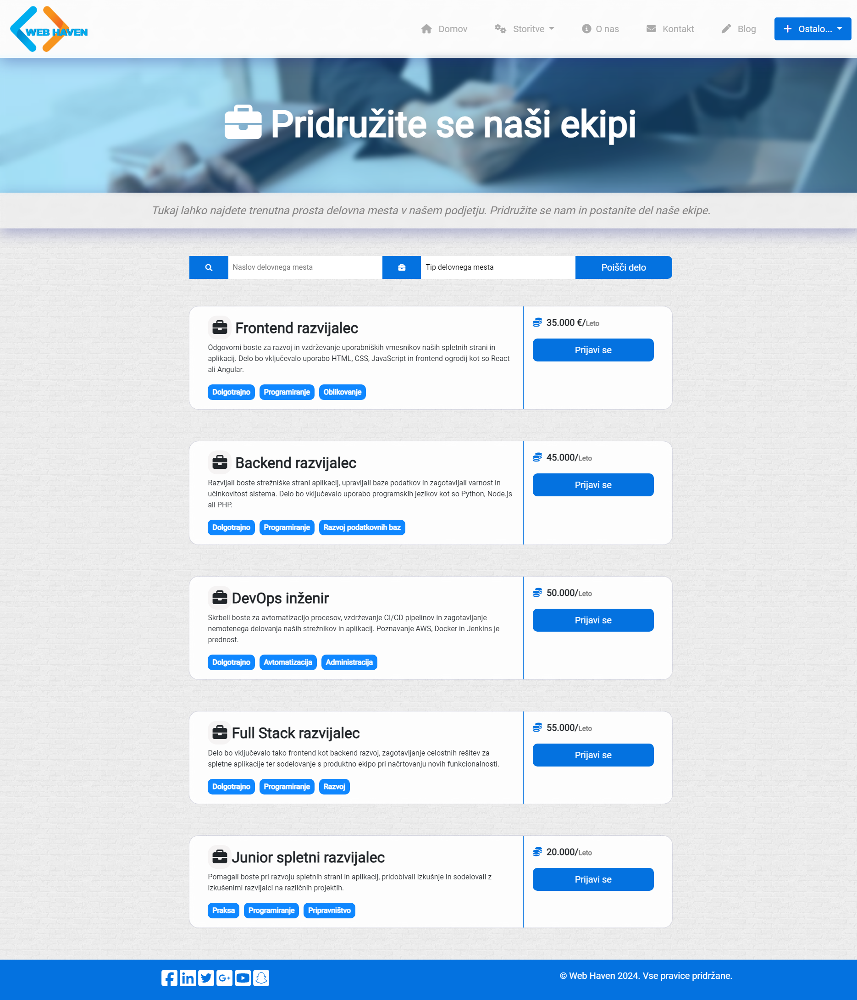 WEB HAVEN
Domov
Storitve
O nas
Kontakt
Blog
Ostalo...
Pridružite se naši ekipi
Tukaj lahko najdete trenutna prosta delovna mesta v našem podjetju. Pridružite se nam in postanite del naše ekipe.
Naslov delovnega mesta
Tip delovnega mesta
Poišči delo
Frontend razvijalec
Odgovorni boste za razvoj in vzdrževanje uporabniških vmesnikov naših spletnih strani in
aplikacij. Delo bo vključevalo uporabo HTML, CSS, JavaScript in frontend ogrodij kot so React
ali Angular.
Dolgotrajno Programiranje Oblikovanje
35.000 €/Leto
Prijavi se
Backend razvijalec
Razvijali boste strežniške strani aplikacij, upravljali baze podatkov in zagotavljali varnost in
učinkovitost sistema. Delo bo vključevalo uporabo programskih jezikov kot so Python, Node.js
ali PHP.
Dolgotrajno Programiranje Razvoj podatkovnih baz
45.000/Leto
Prijavi se
DevOps inženir
Skrbeli boste za avtomatizacijo procesov, vzdrževanje CI/CD pipelinov in zagotavljanje
nemotenega delovanja naših strežnikov in aplikacij. Poznavanje AWS, Docker in Jenkins je
prednost.
Dolgotrajno Avtomatizacija Administracija
50.000/Leto
Prijavi se
Full Stack razvijalec
Delo bo vključevalo tako frontend kot backend razvoj, zagotavljanje celostnih rešitev za
spletne aplikacije ter sodelovanje s produktno ekipo pri načrtovanju novih funkcionalnosti.
Dolgotrajno Programiranje Razvoj
55.000/Leto
Prijavi se
Junior spletni razvijalec
Pomagali boste pri razvoju spletnih strani in aplikacij, pridobivali izkušnje in sodelovali z
izkušenimi razvijalci na različnih projektih.
Praksa Programiranje Pripravništvo
20.000/Leto
Prijavi se
© Web Haven 2024. Vse pravice pridržane.